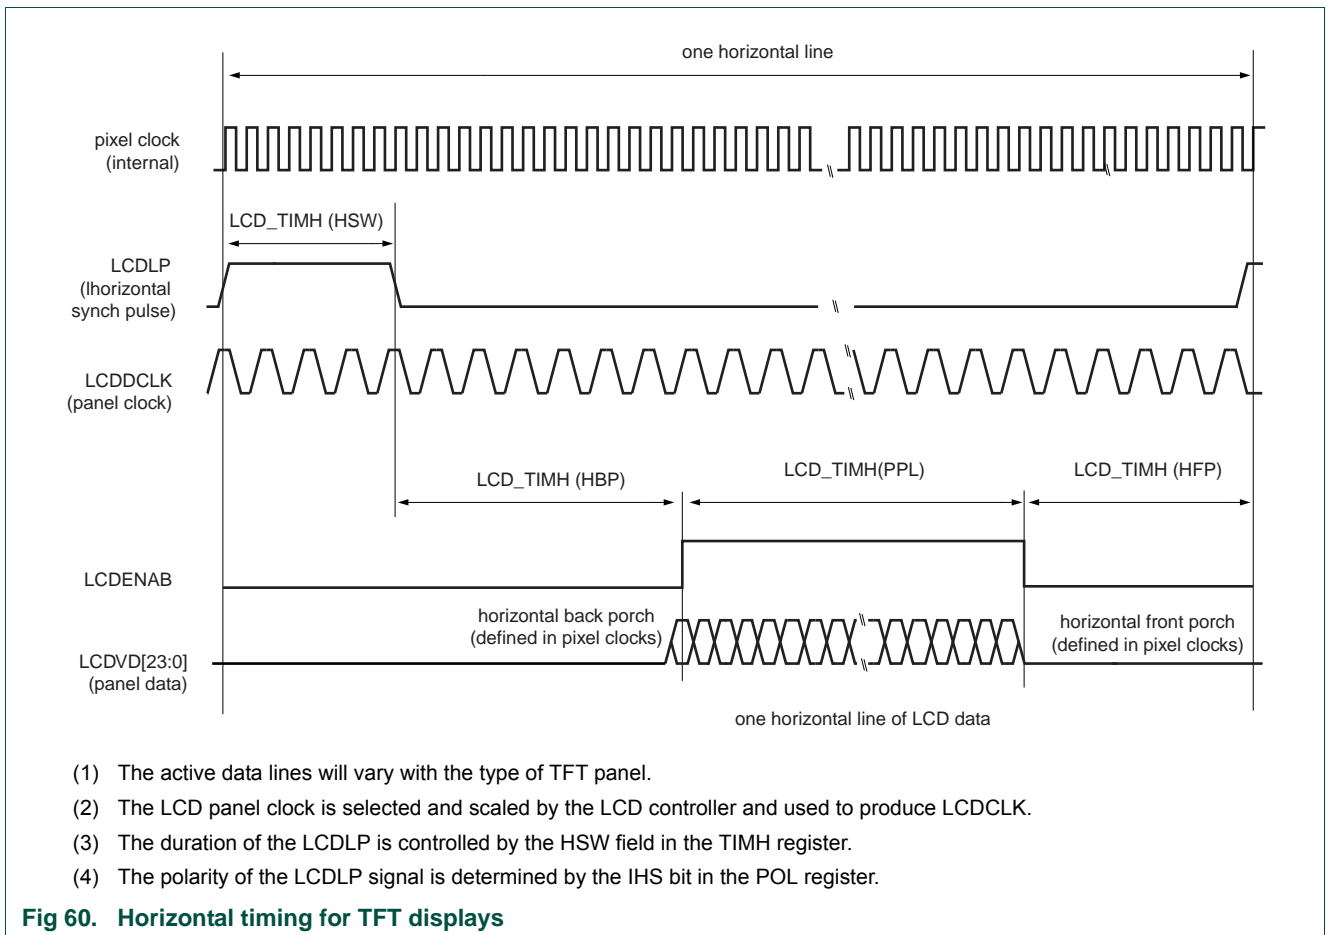 one horizontal line
pixel clock
(internal)
LCD_TIMH (HSW)
LCDLP
(lhorizontal
synch pulse)
LCDDCLK
(panel clock)
LCD_TIMH (HBP)
LCD_TIMH(PPL)
LCD_TIMH (HFP)
LCDENAB
horizontal back porch
(defined in pixel clocks)
horizontal front porch
(defined in pixel clocks)
LCDVD[23:0]
(panel data)
one horizontal line of LCD data
(1) The active data lines will vary with the type of TFT panel.
(2) The LCD panel clock is selected and scaled by the LCD controller and used to produce LCDCLK.
(3) The duration of the LCDLP is controlled by the HSW field in the TIMH register.
(4) The polarity of the LCDLP signal is determined by the IHS bit in the POL register.
Fig 60. Horizontal timing for TFT displays